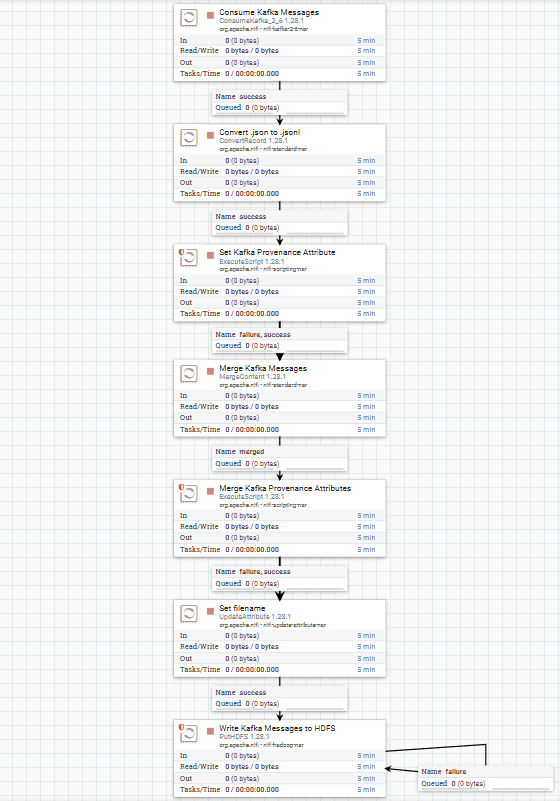 Consume Kafka Messages
ConsumeKafka_2_6 1.28.1
org.apache.nifi - nifi-kafka-2-6-nar
In 0 (0 bytes) 5 min
Read/Write 0 bytes / 0 bytes 5 min
Out 0 (0 bytes) 5 min
Tasks/Time 0 / 00:00:00.000 5 min
Name success
Queued 0 (0 bytes)
Convert .json to .jsonl
ConvertRecord 1.28.1
org.apache.nifi - nifi-standard-nar
In 0 (0 bytes) 5 min
Read/Write 0 bytes / 0 bytes 5 min
Out 0 (0 bytes) 5 min
Tasks/Time 0 / 00:00:00.000 5 min
Name success
Queued 0 (0 bytes)
Set Kafka Provenance Attribute
ExecuteScript 1.28.1
org.apache.nifi - nifi-scripting-nar
In 0 (0 bytes) 5 min
Read/Write 0 bytes / 0 bytes 5 min
Out 0 (0 bytes) 5 min
Tasks/Time 0 / 00:00:00.000 5 min
Name failure, success
Queued 0 (0 bytes)
Merge Kafka Messages
MergeContent 1.28.1
org.apache.nifi - nifi-standard-nar
In 0 (0 bytes) 5 min
Read/Write 0 bytes / 0 bytes 5 min
Out 0 (0 bytes) 5 min
Tasks/Time 0 / 00:00:00.000 5 min
Name merged
Queued 0 (0 bytes)
Merge Kafka Provenance Attributes
ExecuteScript 1.28.1
org.apache.nifi - nifi-scripting-nar
In 0 (0 bytes) 5 min
Read/Write 0 bytes / 0 bytes 5 min
Out 0 (0 bytes) 5 min
Tasks/Time 0 / 00:00:00.000 5 min
Name failure, success
Queued 0 (0 bytes)
Set filename
UpdateAttribute 1.28.1
org.apache.nifi - nifi-update-attribute-nar
In 0 (0 bytes) 5 min
Read/Write 0 bytes / 0 bytes 5 min
Out 0 (0 bytes) 5 min
Tasks/Time 0 / 00:00:00.000 5 min
Name success
Queued 0 (0 bytes)
Write Kafka Messages to HDFS
PutHDFS 1.28.1
org.apache.nifi - nifi-hadoop-nar
In 0 (0 bytes) 5 min
Read/Write 0 bytes / 0 bytes 5 min
Out 0 (0 bytes) 5 min
Tasks/Time 0 / 00:00:00.000 5 min
Name failure
Queued 0 (0 bytes)